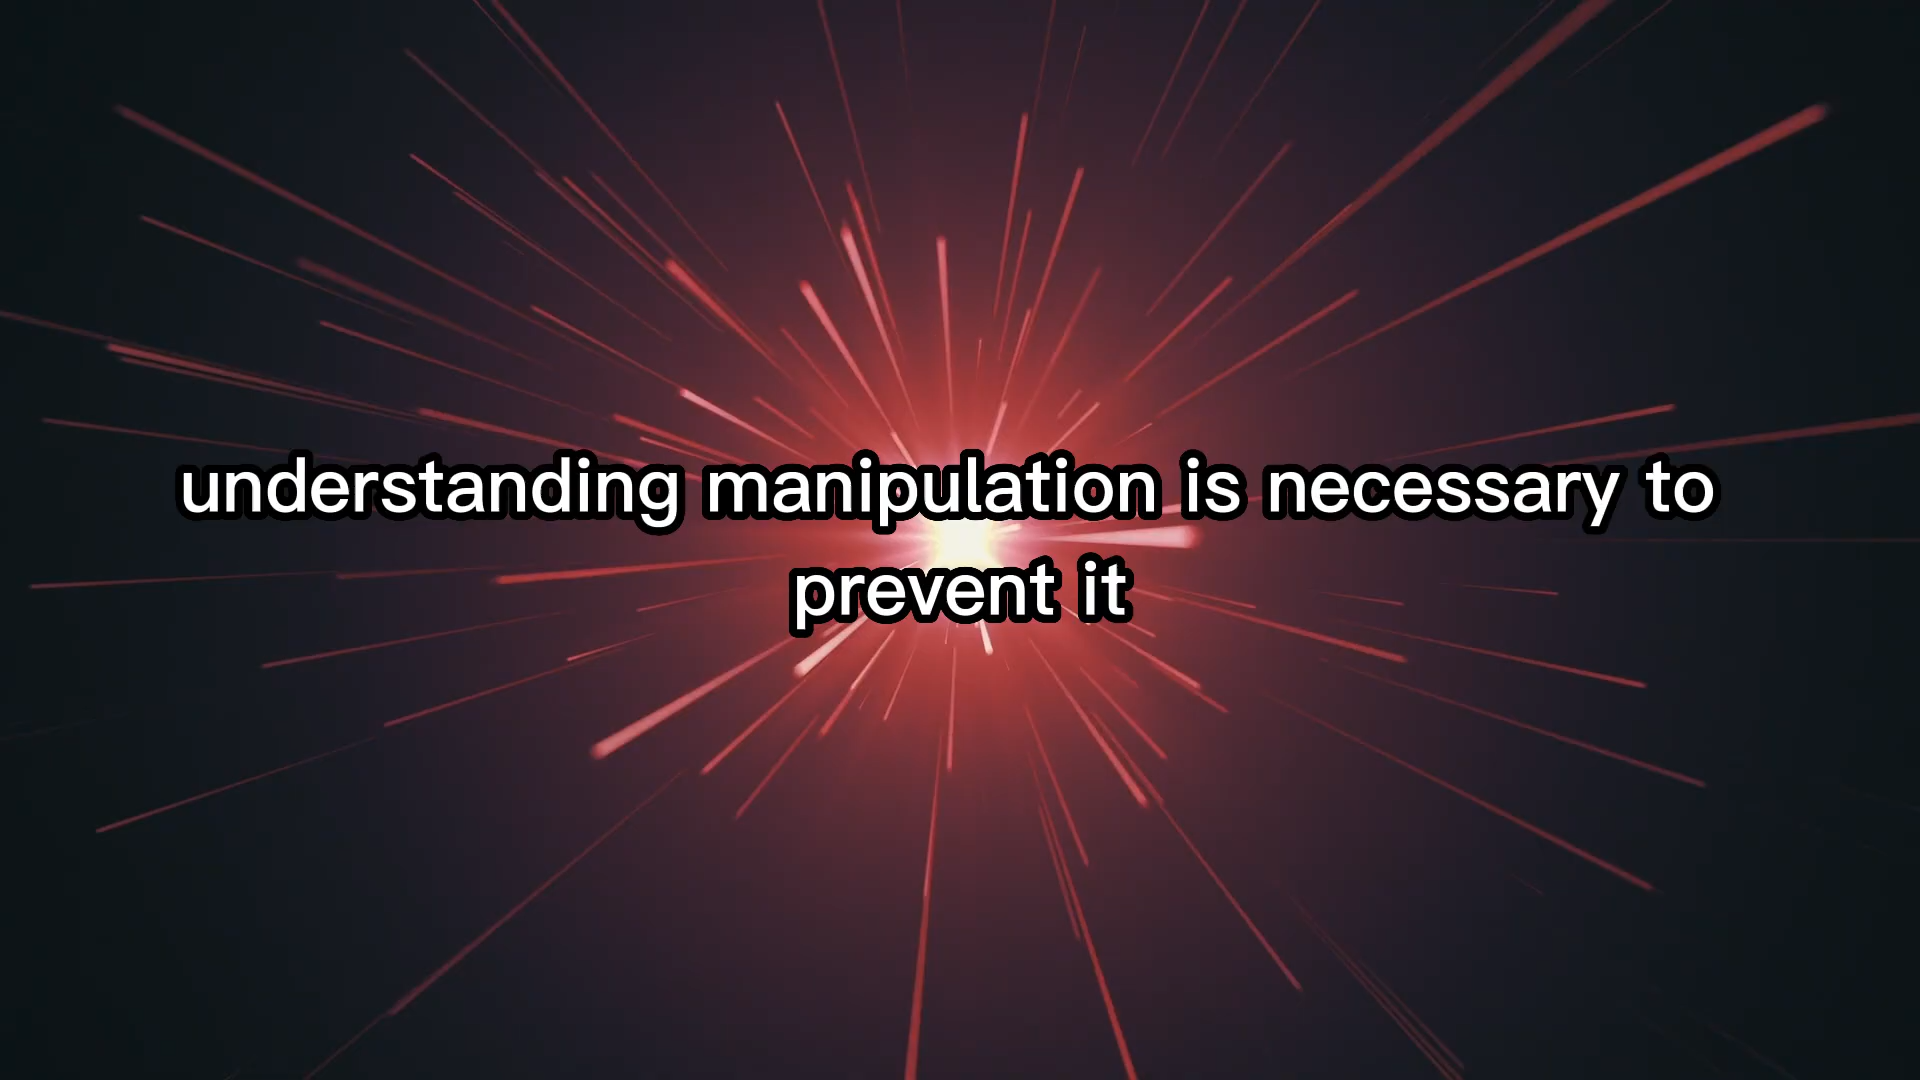 understanding manipulation is necessary to
prevent it